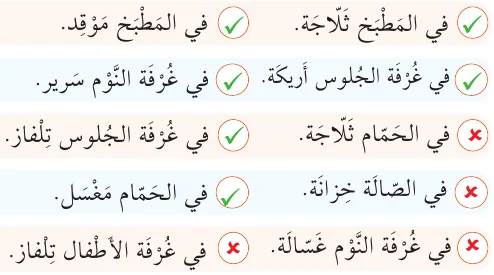 في المَطْبَخ ثَلّاجَة. في المَطْبَخ مَوْقِد.
في غُرْفَة الجُلوس أَريكَة. في غُرْفَة النَّوْم سَرير.
في الحَمّام ثَلّاجَة. في غُرْفَة الجُلوس تِلْفاز.
في الصّالَة خِزانَة. في الحَمّام مَغْسَل.
في غُرْفَة النَّوْم غَسّالَة. في غُرْفَة الأَطْفال تِلْفاز.